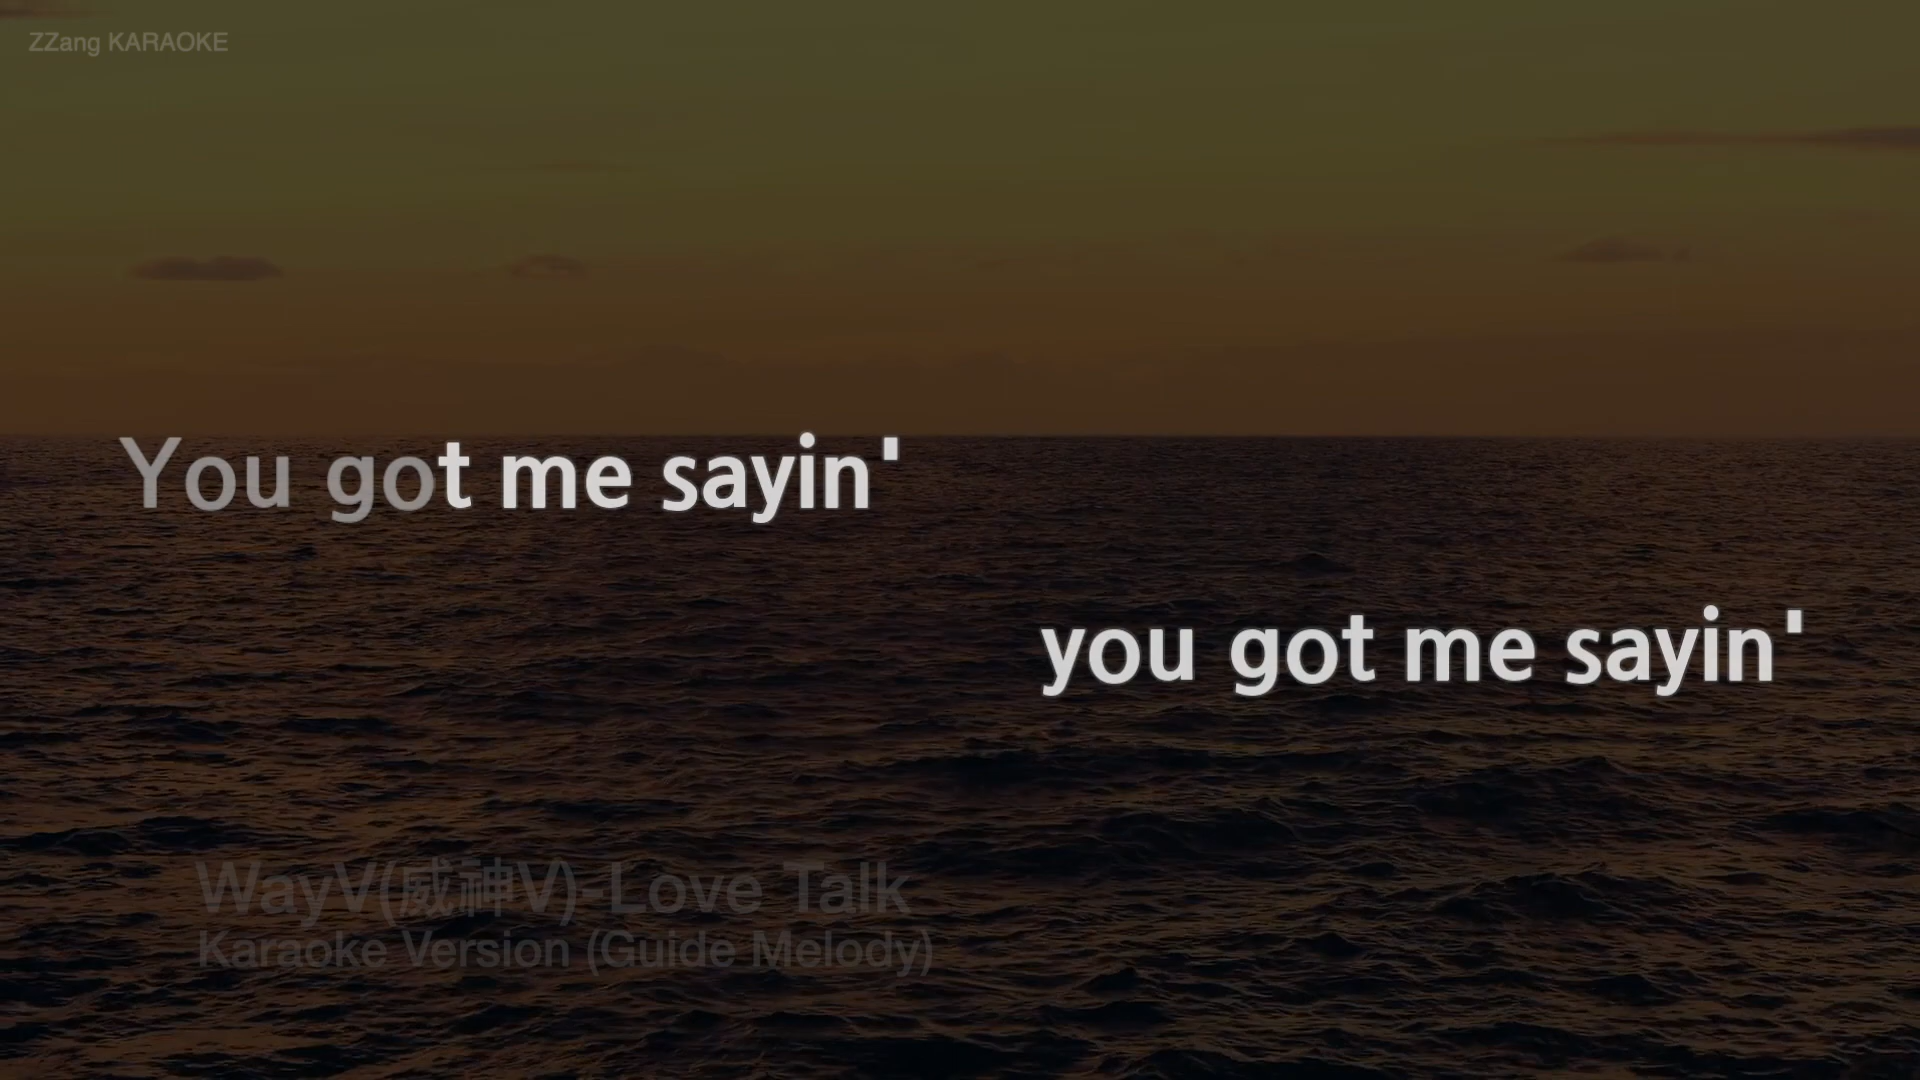 ZZang KARAOKE
You got me sayin'
you got me sayin'
WayV(威神V)-Love Talk
Karaoke Version (Guide Melody)